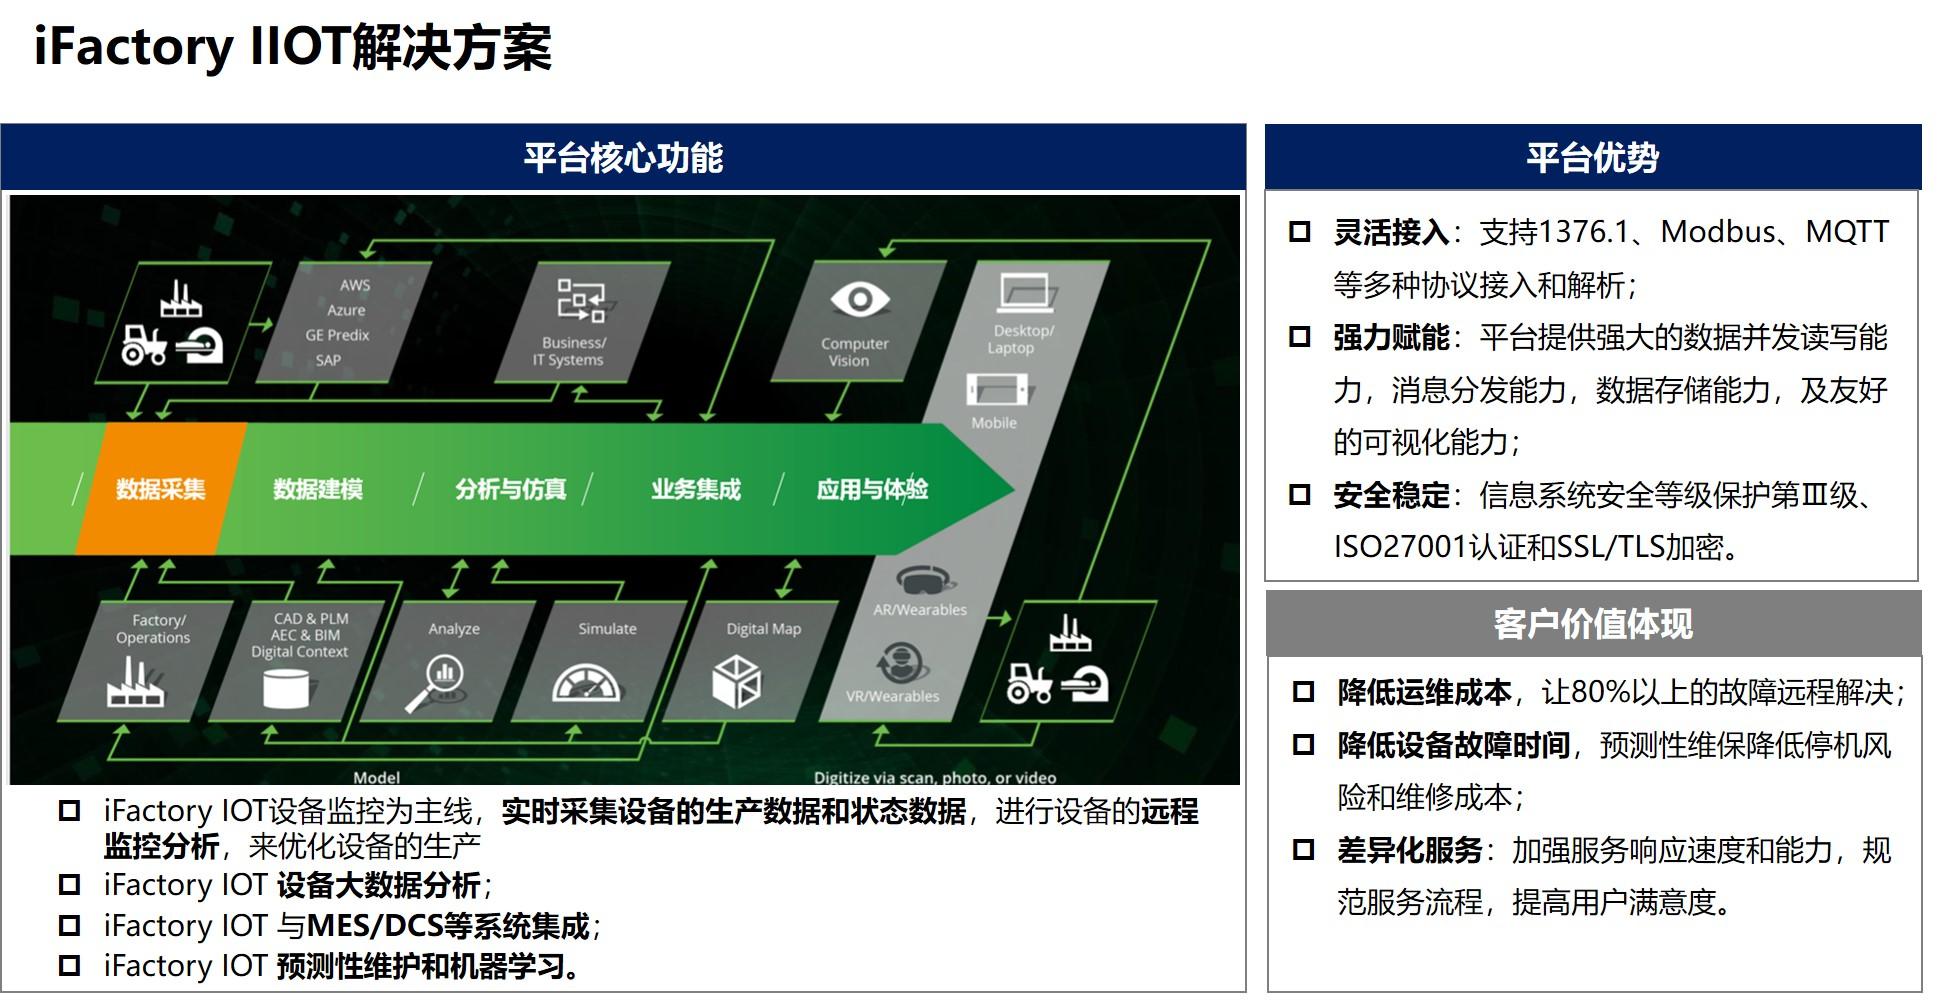 iFactory IIOT解决方案
平台核心功能
AWS
Azure
GE Predix
SAP
Business/
IT Systems
Computer
Vision
Desktop/
Laptop
Mobile
数据采集
数据建模
分析与仿真
业务集成
应用与体验
Factory/
Operations
CAD & PLM
AEC & BIM
Digital Context
Analyze
Simulate
Digital Map
AR/Wearables
VR/Wearables
Model
Digitize via scan, photo, or video
iFactory IOT设备监控为主线，实时采集设备的生产数据和状态数据，进行设备的远程
监控分析，来优化设备的生产
iFactory IOT 设备大数据分析；
iFactory IOT 与MES/DCS等系统集成；
iFactory IOT 预测性维护和机器学习。
平台优势
灵活接入：支持1376.1、Modbus、MQTT
等多种协议接入和解析；
强力赋能：平台提供强大的数据并发读写能
力，消息分发能力，数据存储能力，及友好
的可视化能力；
安全稳定：信息系统安全等级保护第Ⅲ级、
ISO27001认证和SSL/TLS加密。
客户价值体现
降低运维成本，让80%以上的故障远程解决；
降低设备故障时间，预测性维保降低停机风
险和维修成本；
差异化服务：加强服务响应速度和能力，规
范服务流程，提高用户满意度。